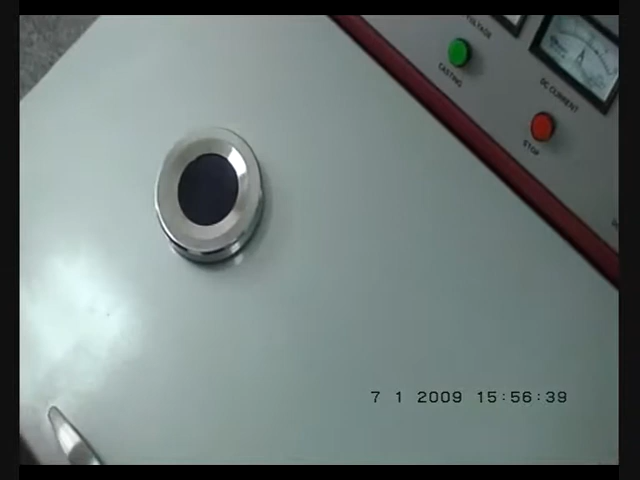 VOLTAGE
CASTING
DC CURRENT
A
STOP
7 1 2009 15:56:39